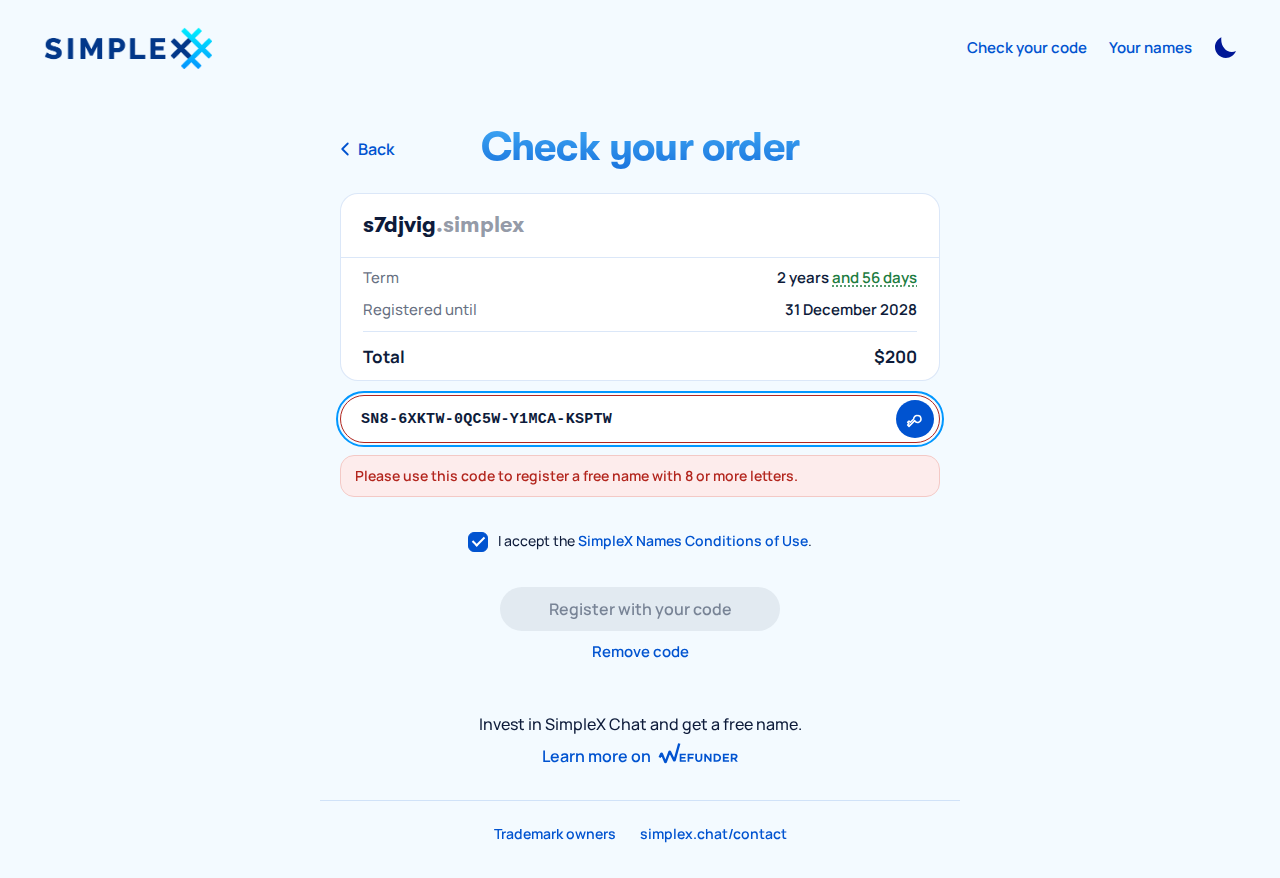 SIMPLEX
Check your code
Your names
Back
Check your order
s7djvig.simplex
Term
2 years and 56 days
Registered until
31 December 2028
Total
$200
SN8-6XKTW-0QC5W-Y1MCA-KSPTW
Please use this code to register a free name with 8 or more letters.
I accept the SimpleX Names Conditions of Use.
Register with your code
Remove code
Invest in SimpleX Chat and get a free name.
Learn more on WEFUNDER
Trademark owners
simplex.chat/contact